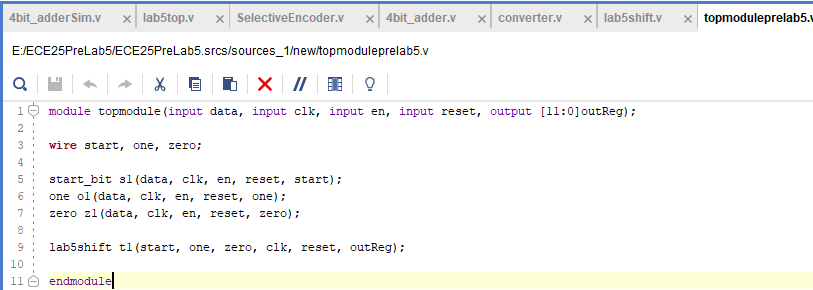 4bit_adderSim.v × lab5top.v × SelectiveEncoder.v × 4bit_adder.v × converter.v × lab5shift.v × topmoduleprelab5.v
E:/ECE25PreLab5/ECE25PreLab5.srcs/sources_1/new/topmoduleprelab5.v
1 module topmodule(input data, input clk, input en, input reset, output [11:0]outReg);
2
3 wire start, one, zero;
4
5 start_bit s1(data, clk, en, reset, start);
6 one o1(data, clk, en, reset, one);
7 zero z1(data, clk, en, reset, zero);
8
9 lab5shift t1(start, one, zero, clk, reset, outReg);
10
11 endmodule